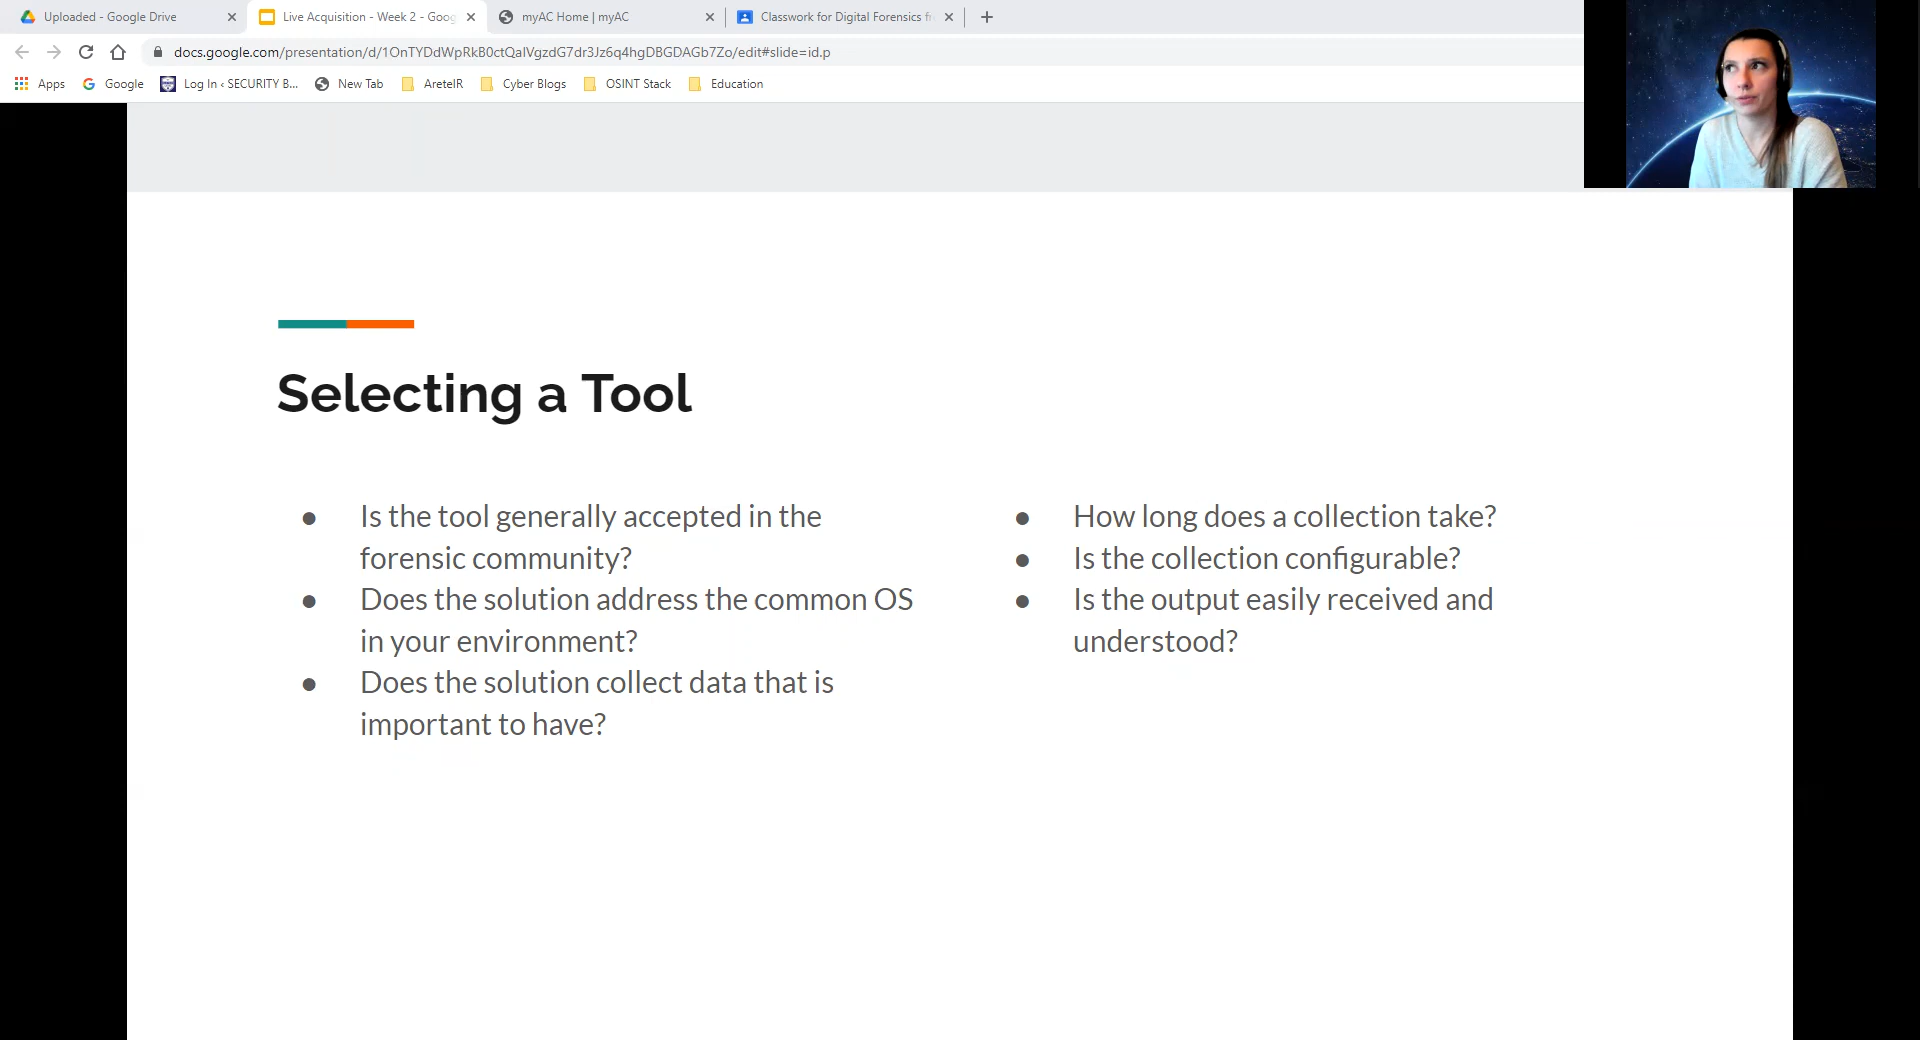 Uploaded - Google Drive
Live Acquisition - Week 2 - Goog
myAC Home | myAC
Classwork for Digital Forensics fr
docs.google.com/presentation/d/1OnTYDdWpRkB0ctQalVgzdG7dr3Jz6q4hgDBGDAGb7Zo/edit#slide=id.p
Apps
Google
Log In ‹ SECURITY B...
New Tab
AreteIR
Cyber Blogs
OSINT Stack
Education
Selecting a Tool
● Is the tool generally accepted in the
forensic community?
● Does the solution address the common OS
in your environment?
● Does the solution collect data that is
important to have?
● How long does a collection take?
● Is the collection configurable?
● Is the output easily received and
understood?